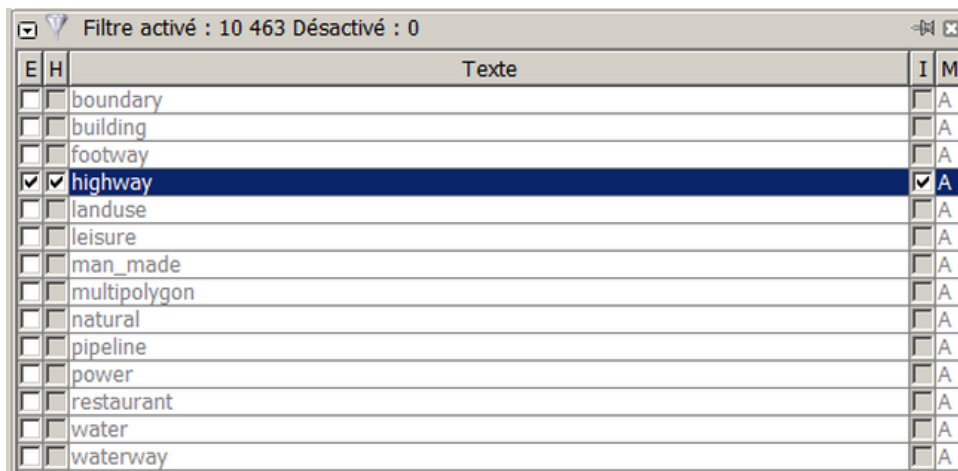 Filtre activé : 10 463 Désactivé : 0
E H Texte I M
boundary A
building A
footway A
highway A
landuse A
leisure A
man_made A
multipolygon A
natural A
pipeline A
power A
restaurant A
water A
waterway A